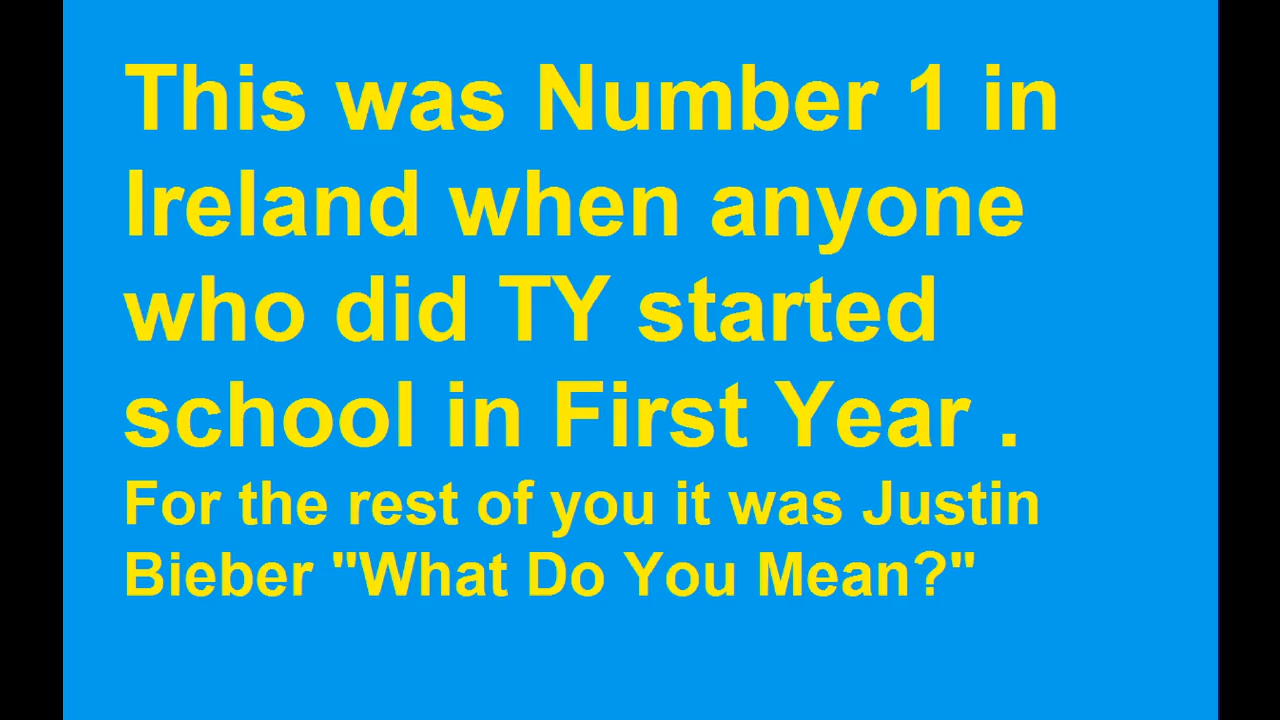 This was Number 1 in
Ireland when anyone
who did TY started
school in First Year .
For the rest of you it was Justin
Bieber "What Do You Mean?"